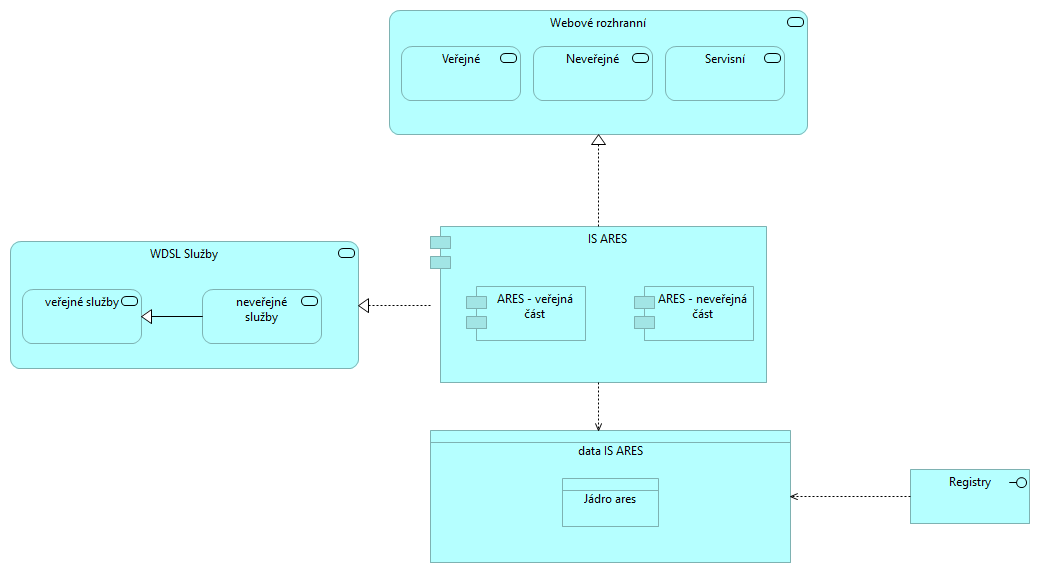 Webové rozhranní
Veřejné
Neveřejné
Servisní
IS ARES
ARES - veřejná
část
ARES - neveřejná
část
WDSL Služby
veřejné služby
neveřejné
služby
data IS ARES
Jádro ares
Registry